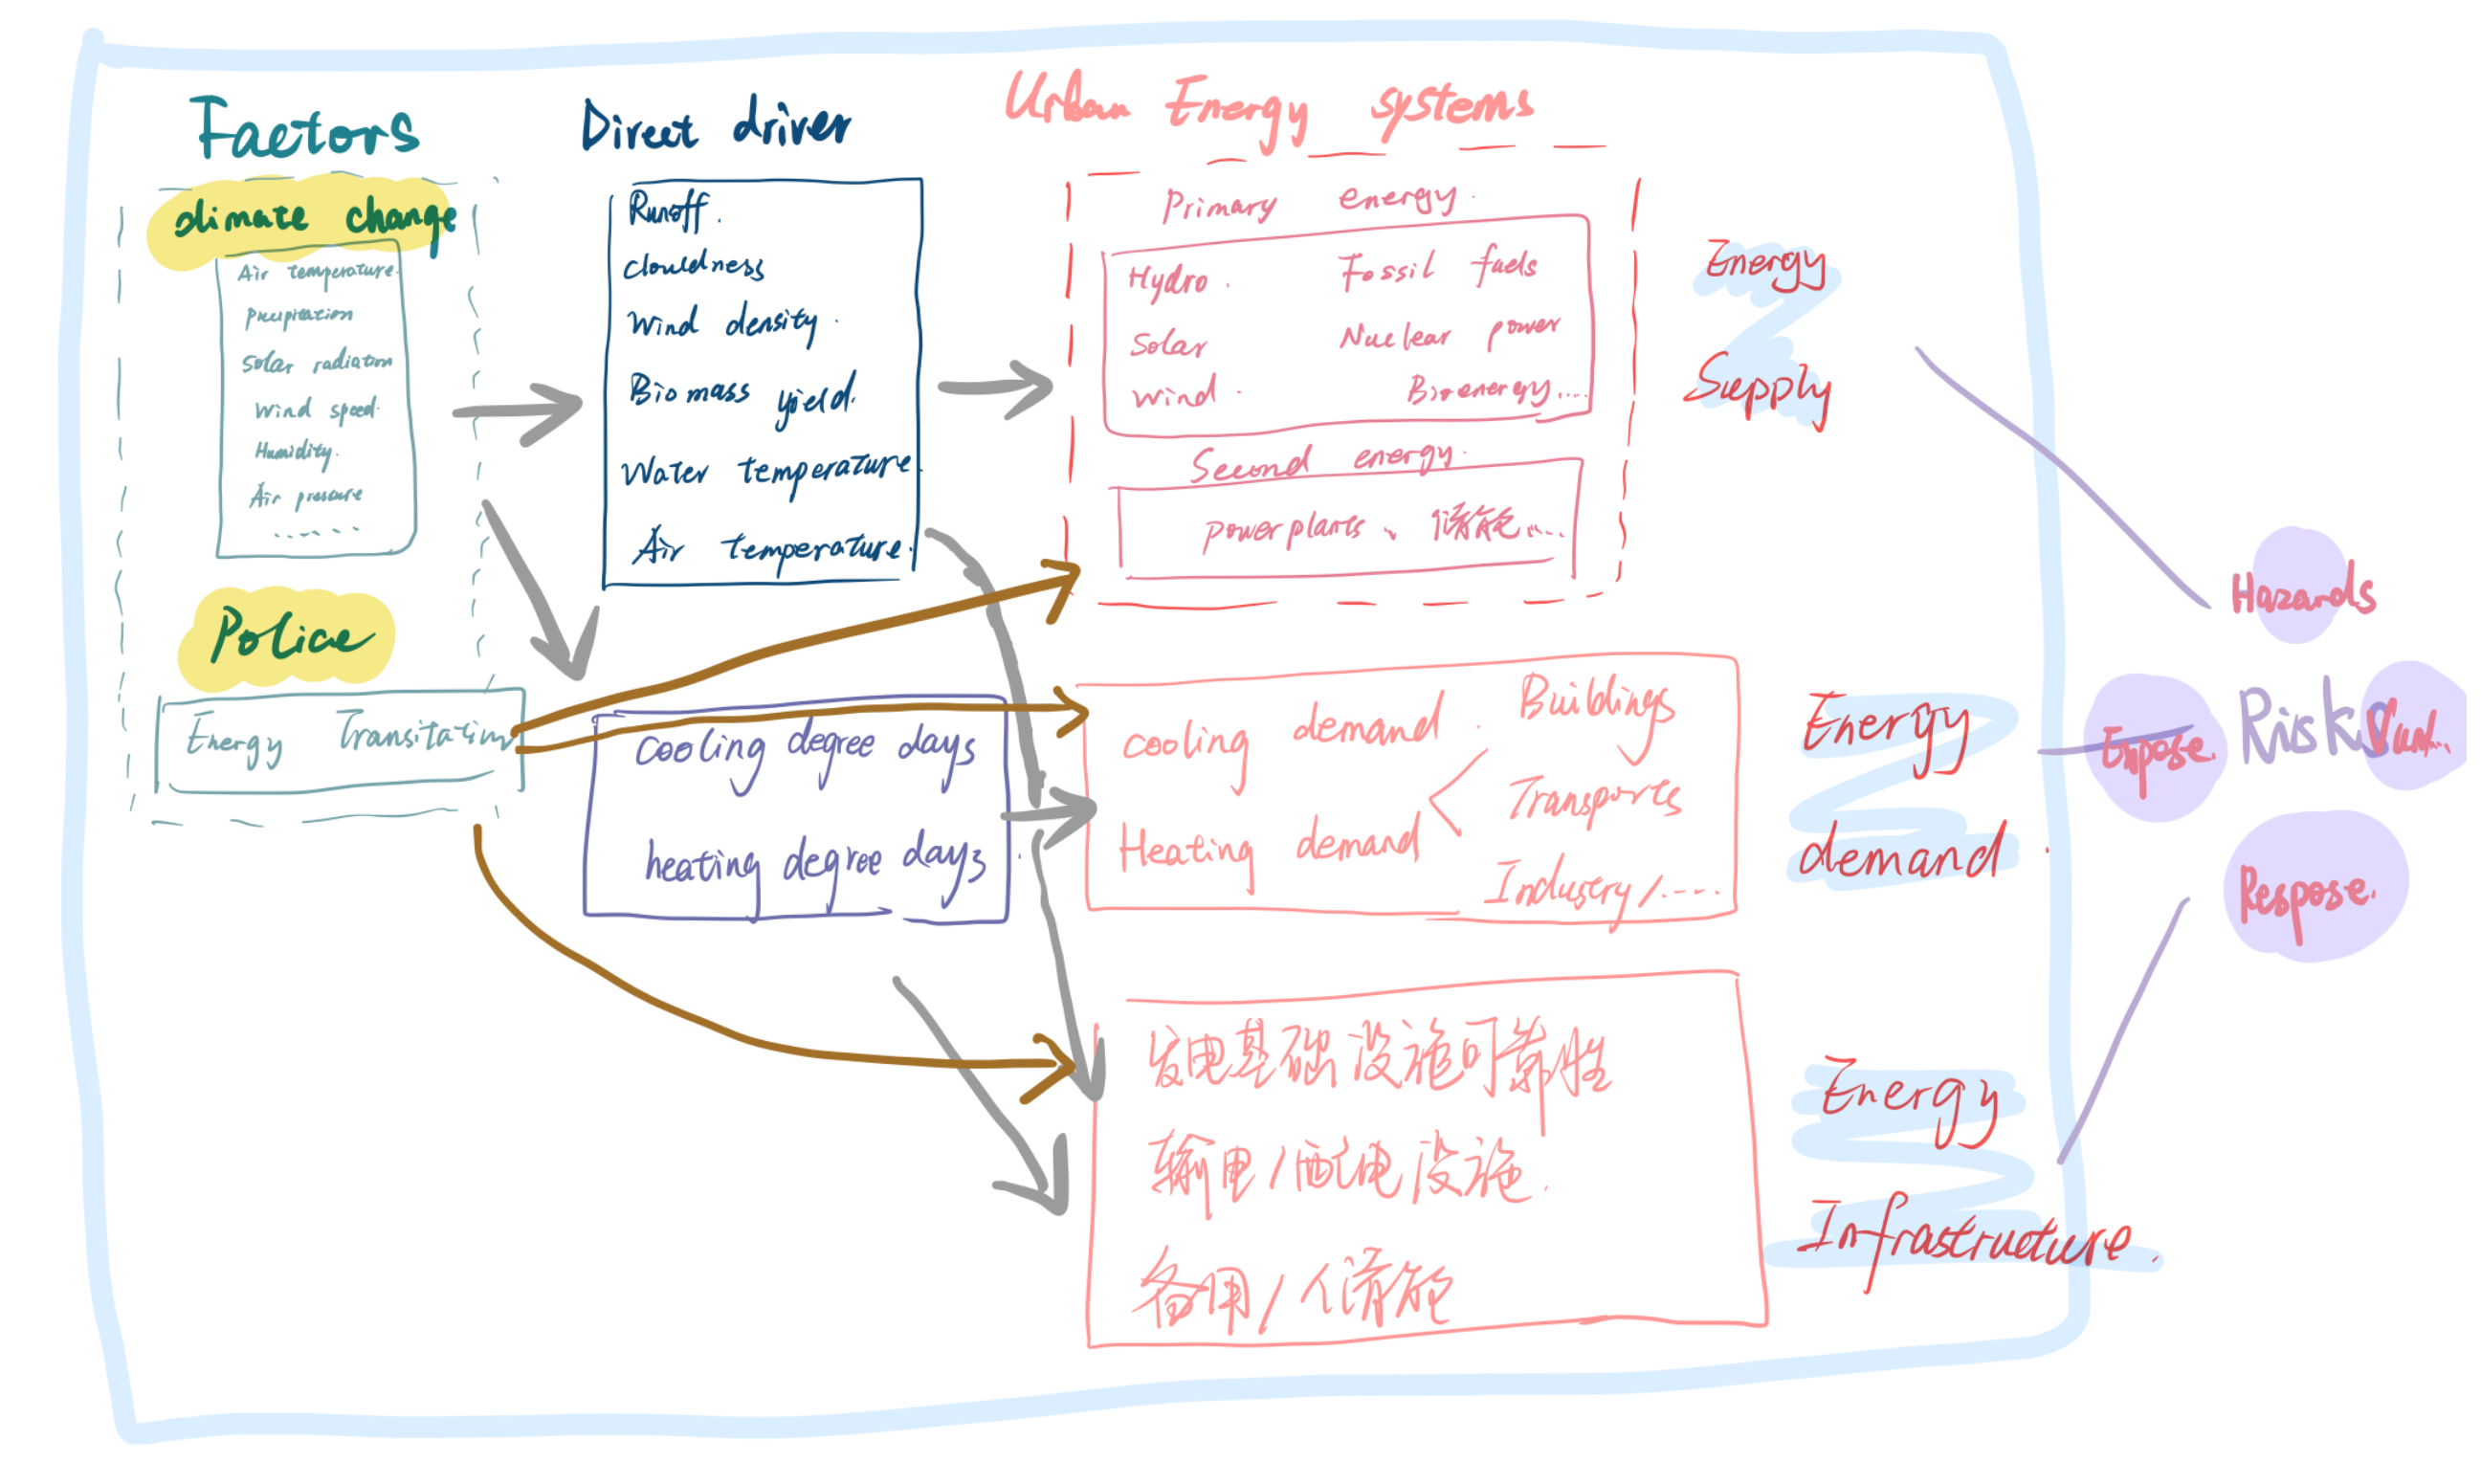 Factors
climate change
Air temperature.
Precipitation
Solar radiation
Wind speed.
Humidity.
Air pressure
......
Police
Energy Transitation
Direct driver
Runoff.
cloudness
Wind density.
Biomass yield.
Water temperature.
Air temperature.
cooling degree days
heating degree days.
Urban Energy systems
Primary energy.
Hydro. Fossil fuels
Solar Nuclear power
Wind. Bioenergy...
Second energy.
Powerplants、储能...
cooling demand.
Heating demand
Buildings
Transports
Industry/....
发电基础设施可靠性
输电/配电设施.
备用/储能
Energy
Supply
Energy
demand.
Energy
Infrastructure.
Hazards
Expose. Risk Vul..
Respose.